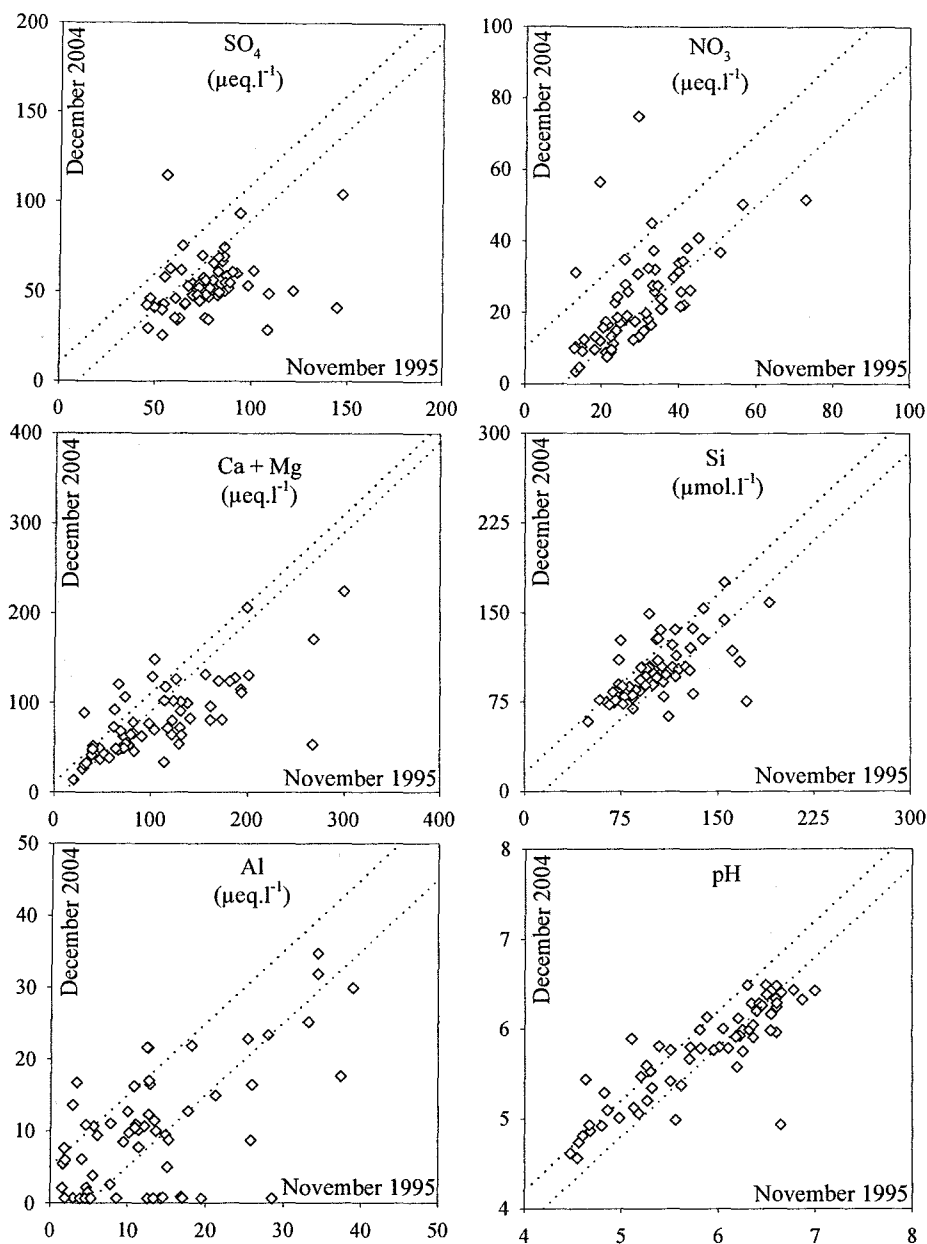 200
150
100
50
0
December 2004
SO₄
(µeq.l⁻¹)
November 1995
0 50 100 150 200
100
80
60
40
20
0
December 2004
NO₃
(µeq.l⁻¹)
November 1995
0 20 40 60 80 100
400
300
200
100
0
December 2004
Ca + Mg
(µeq.l⁻¹)
November 1995
0 100 200 300 400
300
225
150
75
0
December 2004
Si
(µmol.l⁻¹)
November 1995
0 75 150 225 300
50
40
30
20
10
0
December 2004
Al
(µeq.l⁻¹)
November 1995
0 10 20 30 40 50
8
7
6
5
4
December 2004
pH
November 1995
4 5 6 7 8